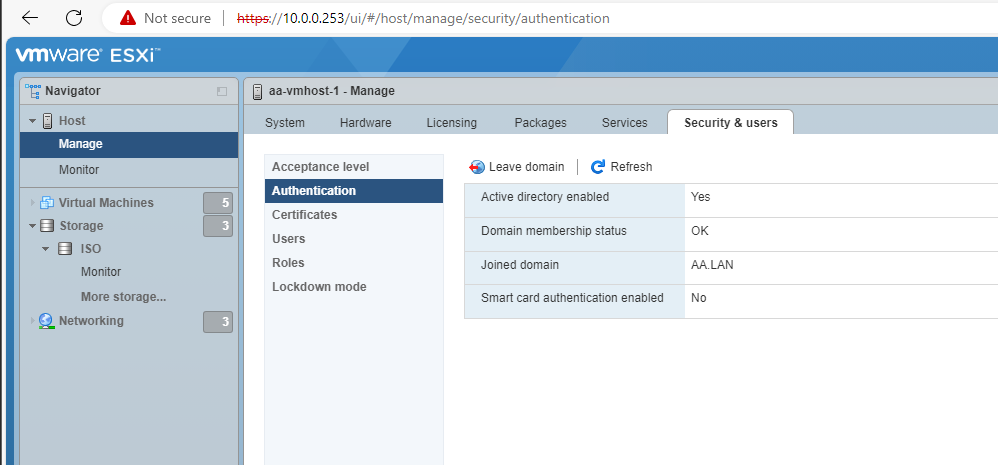 Not secure https://10.0.0.253/ui/#/host/manage/security/authentication
vmware ESXi™
Navigator
Host
Manage
Monitor
Virtual Machines 5
Storage 3
ISO
Monitor
More storage...
Networking 3
aa-vmhost-1 - Manage
System Hardware Licensing Packages Services Security & users
Acceptance level
Authentication
Certificates
Users
Roles
Lockdown mode
Leave domain Refresh
Active directory enabled Yes
Domain membership status OK
Joined domain AA.LAN
Smart card authentication enabled No